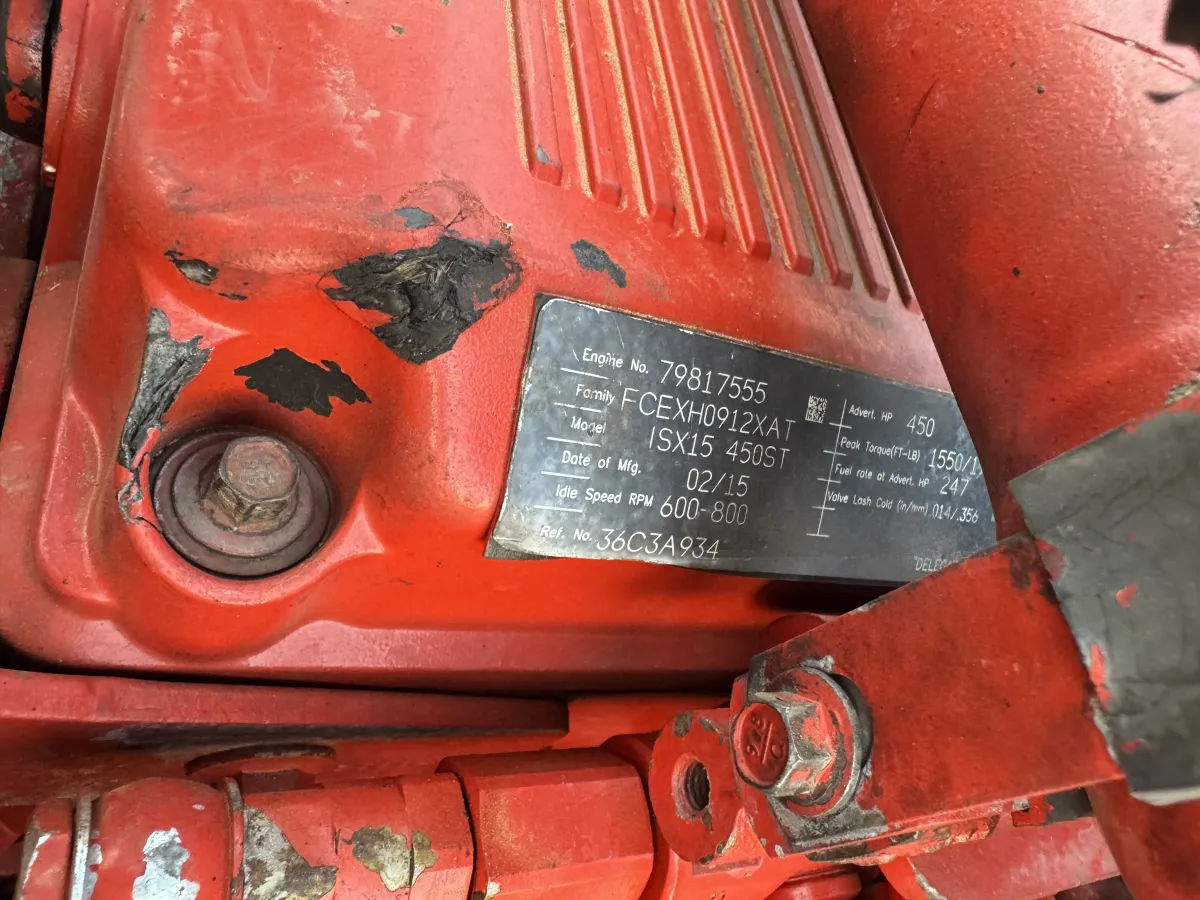 Engine No. 79817555
Family FCEXH0912XAT
Model ISX15 450ST
Date of Mfg. 02/15
Idle Speed RPM 600-800
Ref. No. 36C3A934
Advert. HP 450
Peak Torque(FT-LB) 1550/1
Fuel rate at Advert. HP 247
Valve Lash Cold (in/mm) .014/.356